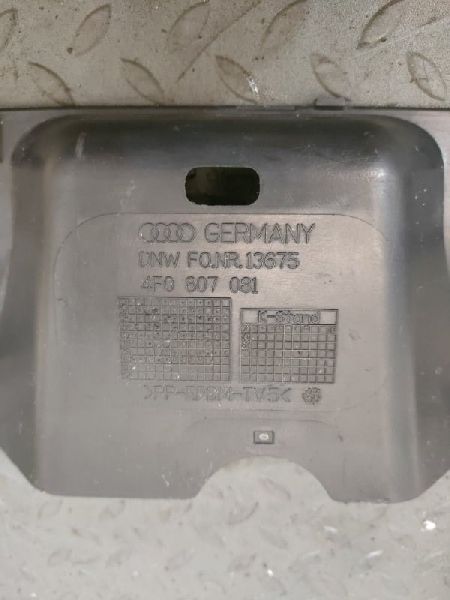 GERMANY
DNW FO.NR.13675
4F0 807 081
K-Stand
>PP-EPDM-TV5<